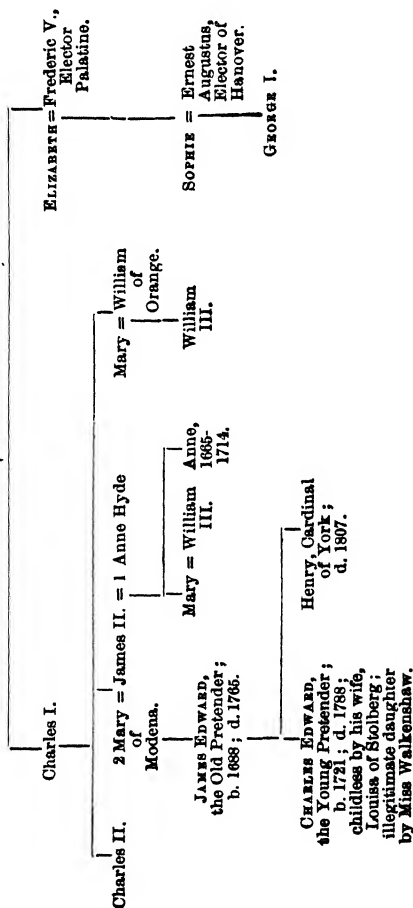 Charles I.
ELIZABETH = Frederic V.,
Elector
Palatine.
Charles II.
2 Mary = James II. = 1 Anne Hyde
of
Modena.
Mary = William
of
Orange.
SOPHIE = Ernest
Augustus,
Elector of
Hanover.
JAMES EDWARD,
the Old Pretender;
b. 1688; d. 1765.
Mary = William
III.
Anne,
1665-
1714.
William
III.
GEORGE I.
CHARLES EDWARD,
the Young Pretender;
b. 1721; d. 1788;
childless by his wife,
Louisa of Stolberg;
illegitimate daughter
by Miss Walkenshaw.
Henry, Cardinal
of York;
d. 1807.